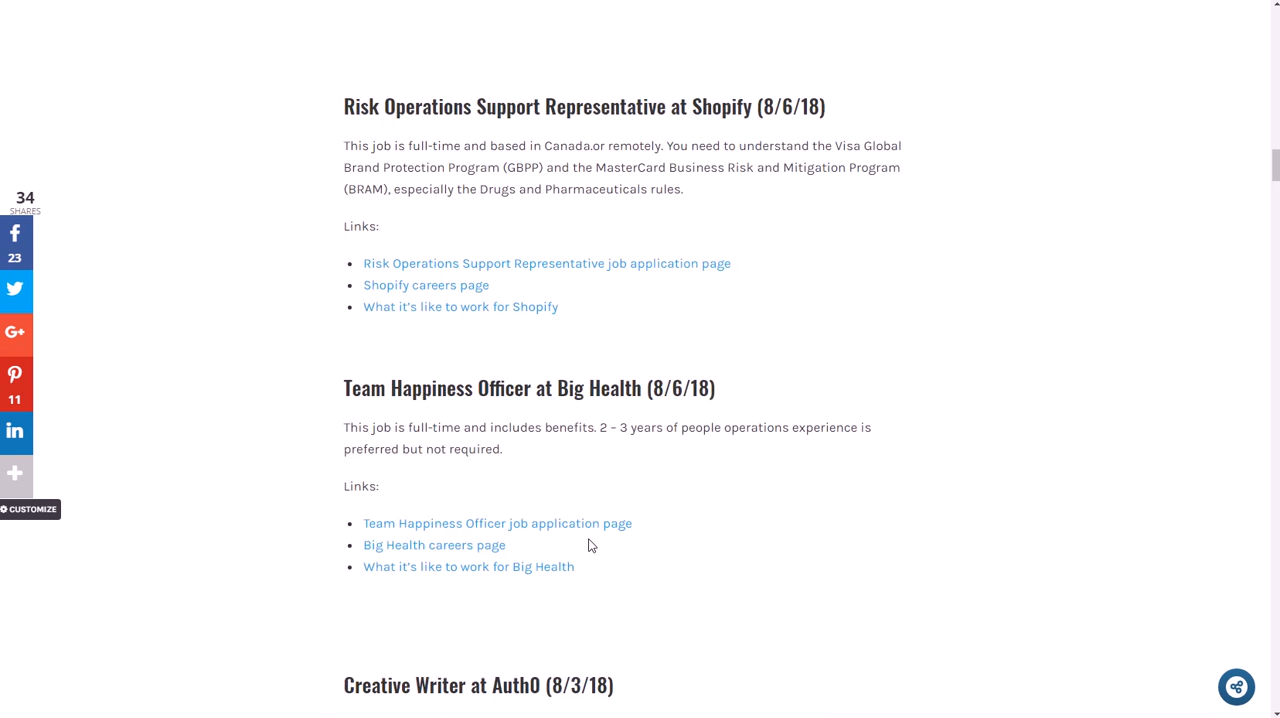 Risk Operations Support Representative at Shopify (8/6/18)
This job is full-time and based in Canada.or remotely. You need to understand the Visa Global
Brand Protection Program (GBPP) and the MasterCard Business Risk and Mitigation Program
(BRAM), especially the Drugs and Pharmaceuticals rules.
34
SHARES
Links:
23
Risk Operations Support Representative job application page
Shopify careers page
What it's like to work for Shopify
G+
11
Team Happiness Officer at Big Health (8/6/18)
This job is full-time and includes benefits. 2 – 3 years of people operations experience is
preferred but not required.
Links:
CUSTOMIZE
Team Happiness Officer job application page
Big Health careers page
What it's like to work for Big Health
Creative Writer at Auth0 (8/3/18)